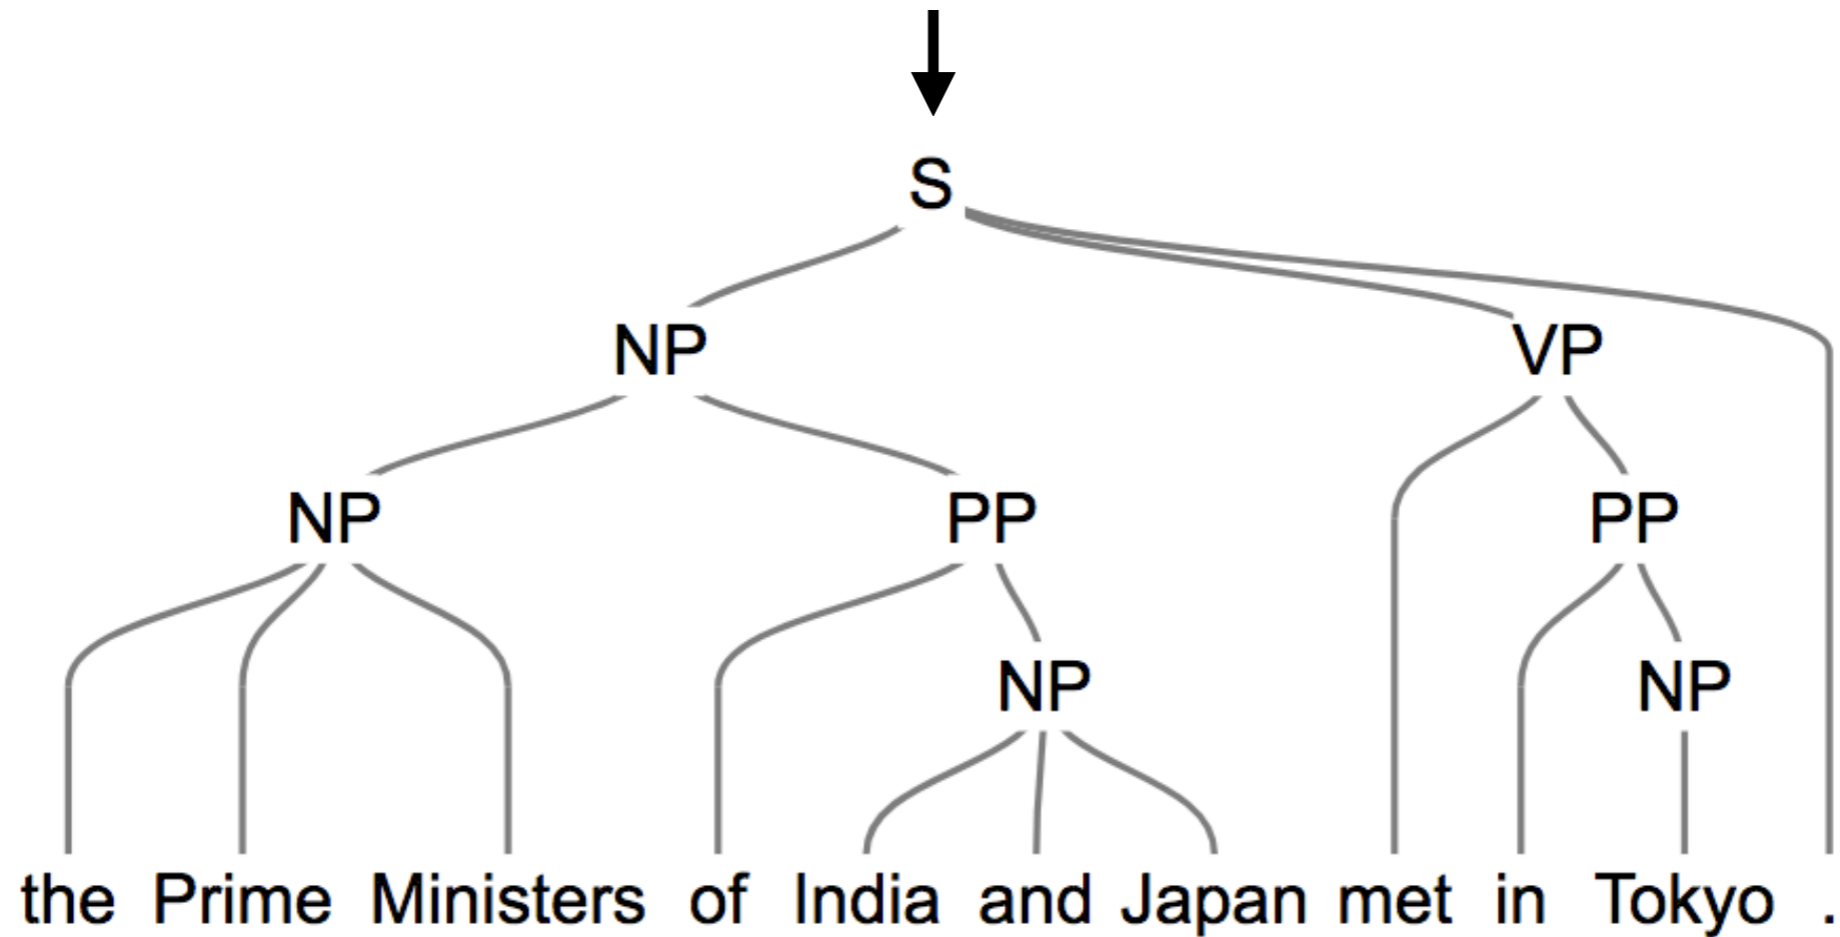 S
NP VP
NP PP PP
NP NP
the Prime Ministers of India and Japan met in Tokyo .